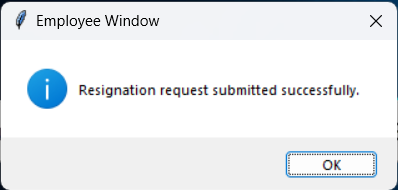 Employee Window
Resignation request submitted successfully.
OK